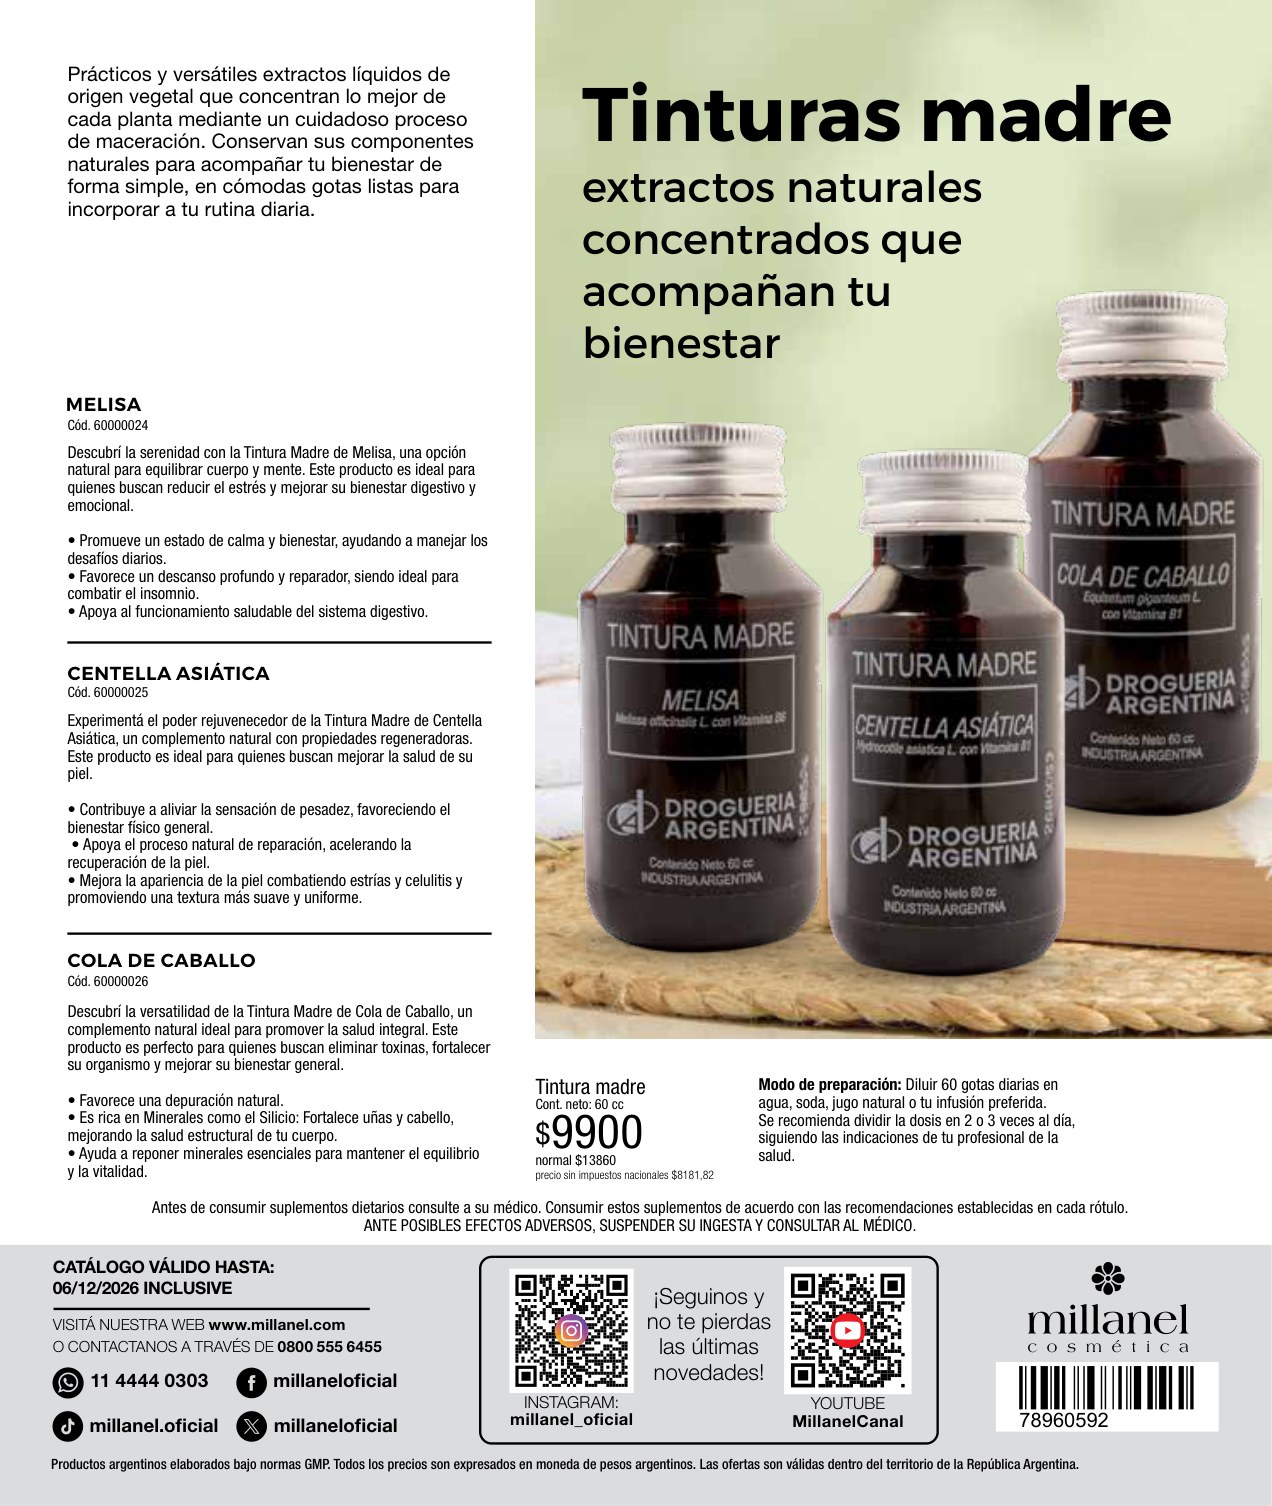 Prácticos y versátiles extractos líquidos de
origen vegetal que concentran lo mejor de
cada planta mediante un cuidadoso proceso
de maceración. Conservan sus componentes
naturales para acompañar tu bienestar de
forma simple, en cómodas gotas listas para
incorporar a tu rutina diaria.
Tinturas madre
extractos naturales
concentrados que
acompañan tu
bienestar
MELISA
Cód. 60000024
Descubrí la serenidad con la Tintura Madre de Melisa, una opción
natural para equilibrar cuerpo y mente. Este producto es ideal para
quienes buscan reducir el estrés y mejorar su bienestar digestivo y
emocional.
• Promueve un estado de calma y bienestar, ayudando a manejar los
desafíos diarios.
• Favorece un descanso profundo y reparador, siendo ideal para
combatir el insomnio.
• Apoya al funcionamiento saludable del sistema digestivo.
CENTELLA ASIÁTICA
Cód. 60000025
Experimentá el poder rejuvenecedor de la Tintura Madre de Centella
Asiática, un complemento natural con propiedades regeneradoras.
Este producto es ideal para quienes buscan mejorar la salud de su
piel.
• Contribuye a aliviar la sensación de pesadez, favoreciendo el
bienestar físico general.
• Apoya el proceso natural de reparación, acelerando la
recuperación de la piel.
• Mejora la apariencia de la piel combatiendo estrías y celulitis y
promoviendo una textura más suave y uniforme.
COLA DE CABALLO
Cód. 60000026
Descubrí la versatilidad de la Tintura Madre de Cola de Caballo, un
complemento natural ideal para promover la salud integral. Este
producto es perfecto para quienes buscan eliminar toxinas, fortalecer
su organismo y mejorar su bienestar general.
• Favorece una depuración natural.
• Es rica en Minerales como el Silicio: Fortalece uñas y cabello,
mejorando la salud estructural de tu cuerpo.
• Ayuda a reponer minerales esenciales para mantener el equilibrio
y la vitalidad.
TINTURA MADRE
MELISA
Melissa officinalis L. con Vitamina B6
DROGUERIA
ARGENTINA
Contenido Neto 60 cc
INDUSTRIA ARGENTINA
TINTURA MADRE
CENTELLA ASIÁTICA
Hydrocotile asiatica L. con Vitamina B1
DROGUERIA
ARGENTINA
Contenido Neto 60 cc
INDUSTRIA ARGENTINA
TINTURA MADRE
COLA DE CABALLO
Equisetum giganteum L.
con Vitamina B1
DROGUERIA
ARGENTINA
Contenido Neto 60 cc
INDUSTRIA ARGENTINA
Tintura madre
Cont. neto: 60 cc
$9900
normal $13860
precio sin impuestos nacionales $8181,82
Modo de preparación: Diluir 60 gotas diarias en
agua, soda, jugo natural o tu infusión preferida.
Se recomienda dividir la dosis en 2 o 3 veces al día,
siguiendo las indicaciones de tu profesional de la
salud.
Antes de consumir suplementos dietarios consulte a su médico. Consumir estos suplementos de acuerdo con las recomendaciones establecidas en cada rótulo.
ANTE POSIBLES EFECTOS ADVERSOS, SUSPENDER SU INGESTA Y CONSULTAR AL MÉDICO.
CATÁLOGO VÁLIDO HASTA:
06/12/2026 INCLUSIVE
VISITÁ NUESTRA WEB www.millanel.com
O CONTACTANOS A TRAVÉS DE 0800 555 6455
11 4444 0303
millaneloficial
millanel.oficial
millaneloficial
INSTAGRAM:
millanel_oficial
¡Seguinos y
no te pierdas
las últimas
novedades!
YOUTUBE
MillanelCanal
millanel
cosmética
78960592
Productos argentinos elaborados bajo normas GMP. Todos los precios son expresados en moneda de pesos argentinos. Las ofertas son válidas dentro del territorio de la República Argentina.